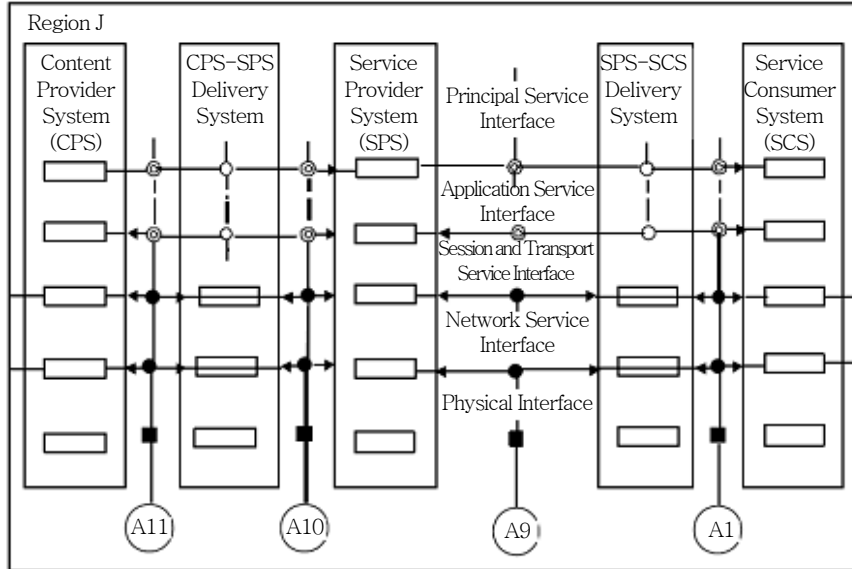 Region J
Content
Provider
System
(CPS)
CPS-SPS
Delivery
System
Service
Provider
System
(SPS)
Principal Service
Interface
SPS-SCS
Delivery
System
Service
Consumer
System
(SCS)
Application Service
Interface
Session and Transport
Service Interface
Network Service
Interface
Physical Interface
A11
A10
A9
A1